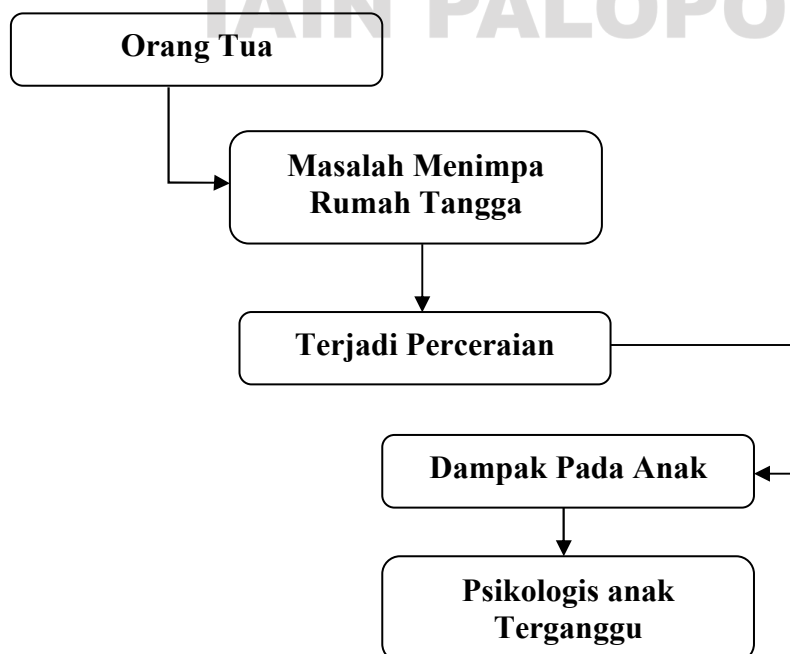 IAIN PALOPO
Orang Tua
Masalah Menimpa
Rumah Tangga
Terjadi Perceraian
Dampak Pada Anak
Psikologis anak
Terganggu